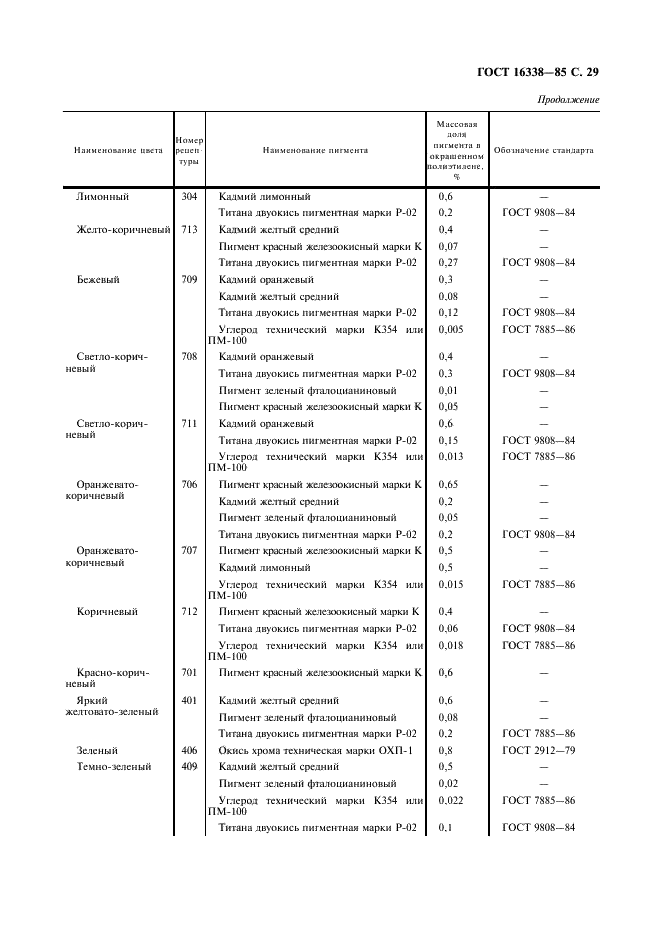 ГОСТ 16338—85 С. 29
Продолжение
Наименование цвета | Номер рецеп-туры | Наименование пигмента | Массовая доля пигмента в окрашенном полиэтилене, % | Обозначение стандарта
Лимонный 304 Кадмий лимонный 0,6 —
Титана двуокись пигментная марки Р-02 0,2 ГОСТ 9808—84
Желто-коричневый 713 Кадмий желтый средний 0,4 —
Пигмент красный железоокисный марки К 0,07 —
Титана двуокись пигментная марки Р-02 0,27 ГОСТ 9808—84
Бежевый 709 Кадмий оранжевый 0,3 —
Кадмий желтый средний 0,08 —
Титана двуокись пигментная марки Р-02 0,12 ГОСТ 9808—84
Углерод технический марки К354 или 0,005 ГОСТ 7885—86
ПМ-100
Светло-корич- 708 Кадмий оранжевый 0,4 —
невый
Титана двуокись пигментная марки Р-02 0,3 ГОСТ 9808—84
Пигмент зеленый фталоцианиновый 0,01 —
Пигмент красный железоокисный марки К 0,05 —
Светло-корич- 711 Кадмий оранжевый 0,6 —
невый
Титана двуокись пигментная марки Р-02 0,15 ГОСТ 9808—84
Углерод технический марки К354 или 0,013 ГОСТ 7885—86
ПМ-100
Оранжевато- 706 Пигмент красный железоокисный марки К 0,65 —
коричневый
Кадмий желтый средний 0,2 —
Пигмент зеленый фталоцианиновый 0,05 —
Титана двуокись пигментная марки Р-02 0,2 ГОСТ 9808—84
Оранжевато- 707 Пигмент красный железоокисный марки К 0,5 —
коричневый
Кадмий лимонный 0,5 —
Углерод технический марки К354 или 0,015 ГОСТ 7885—86
ПМ-100
Коричневый 712 Пигмент красный железоокисный марки К 0,4 —
Титана двуокись пигментная марки Р-02 0,06 ГОСТ 9808—84
Углерод технический марки К354 или 0,018 ГОСТ 7885—86
ПМ-100
Красно-корич- 701 Пигмент красный железоокисный марки К 0,6 —
невый
Яркий 401 Кадмий желтый средний 0,6 —
желтовато-зеленый
Пигмент зеленый фталоцианиновый 0,08 —
Титана двуокись пигментная марки Р-02 0,2 ГОСТ 7885—86
Зеленый 406 Окись хрома техническая марки ОХП-1 0,8 ГОСТ 2912—79
Темно-зеленый 409 Кадмий желтый средний 0,5 —
Пигмент зеленый фталоцианиновый 0,02 —
Углерод технический марки К354 или 0,022 ГОСТ 7885—86
ПМ-100
Титана двуокись пигментная марки Р-02 0,1 ГОСТ 9808—84